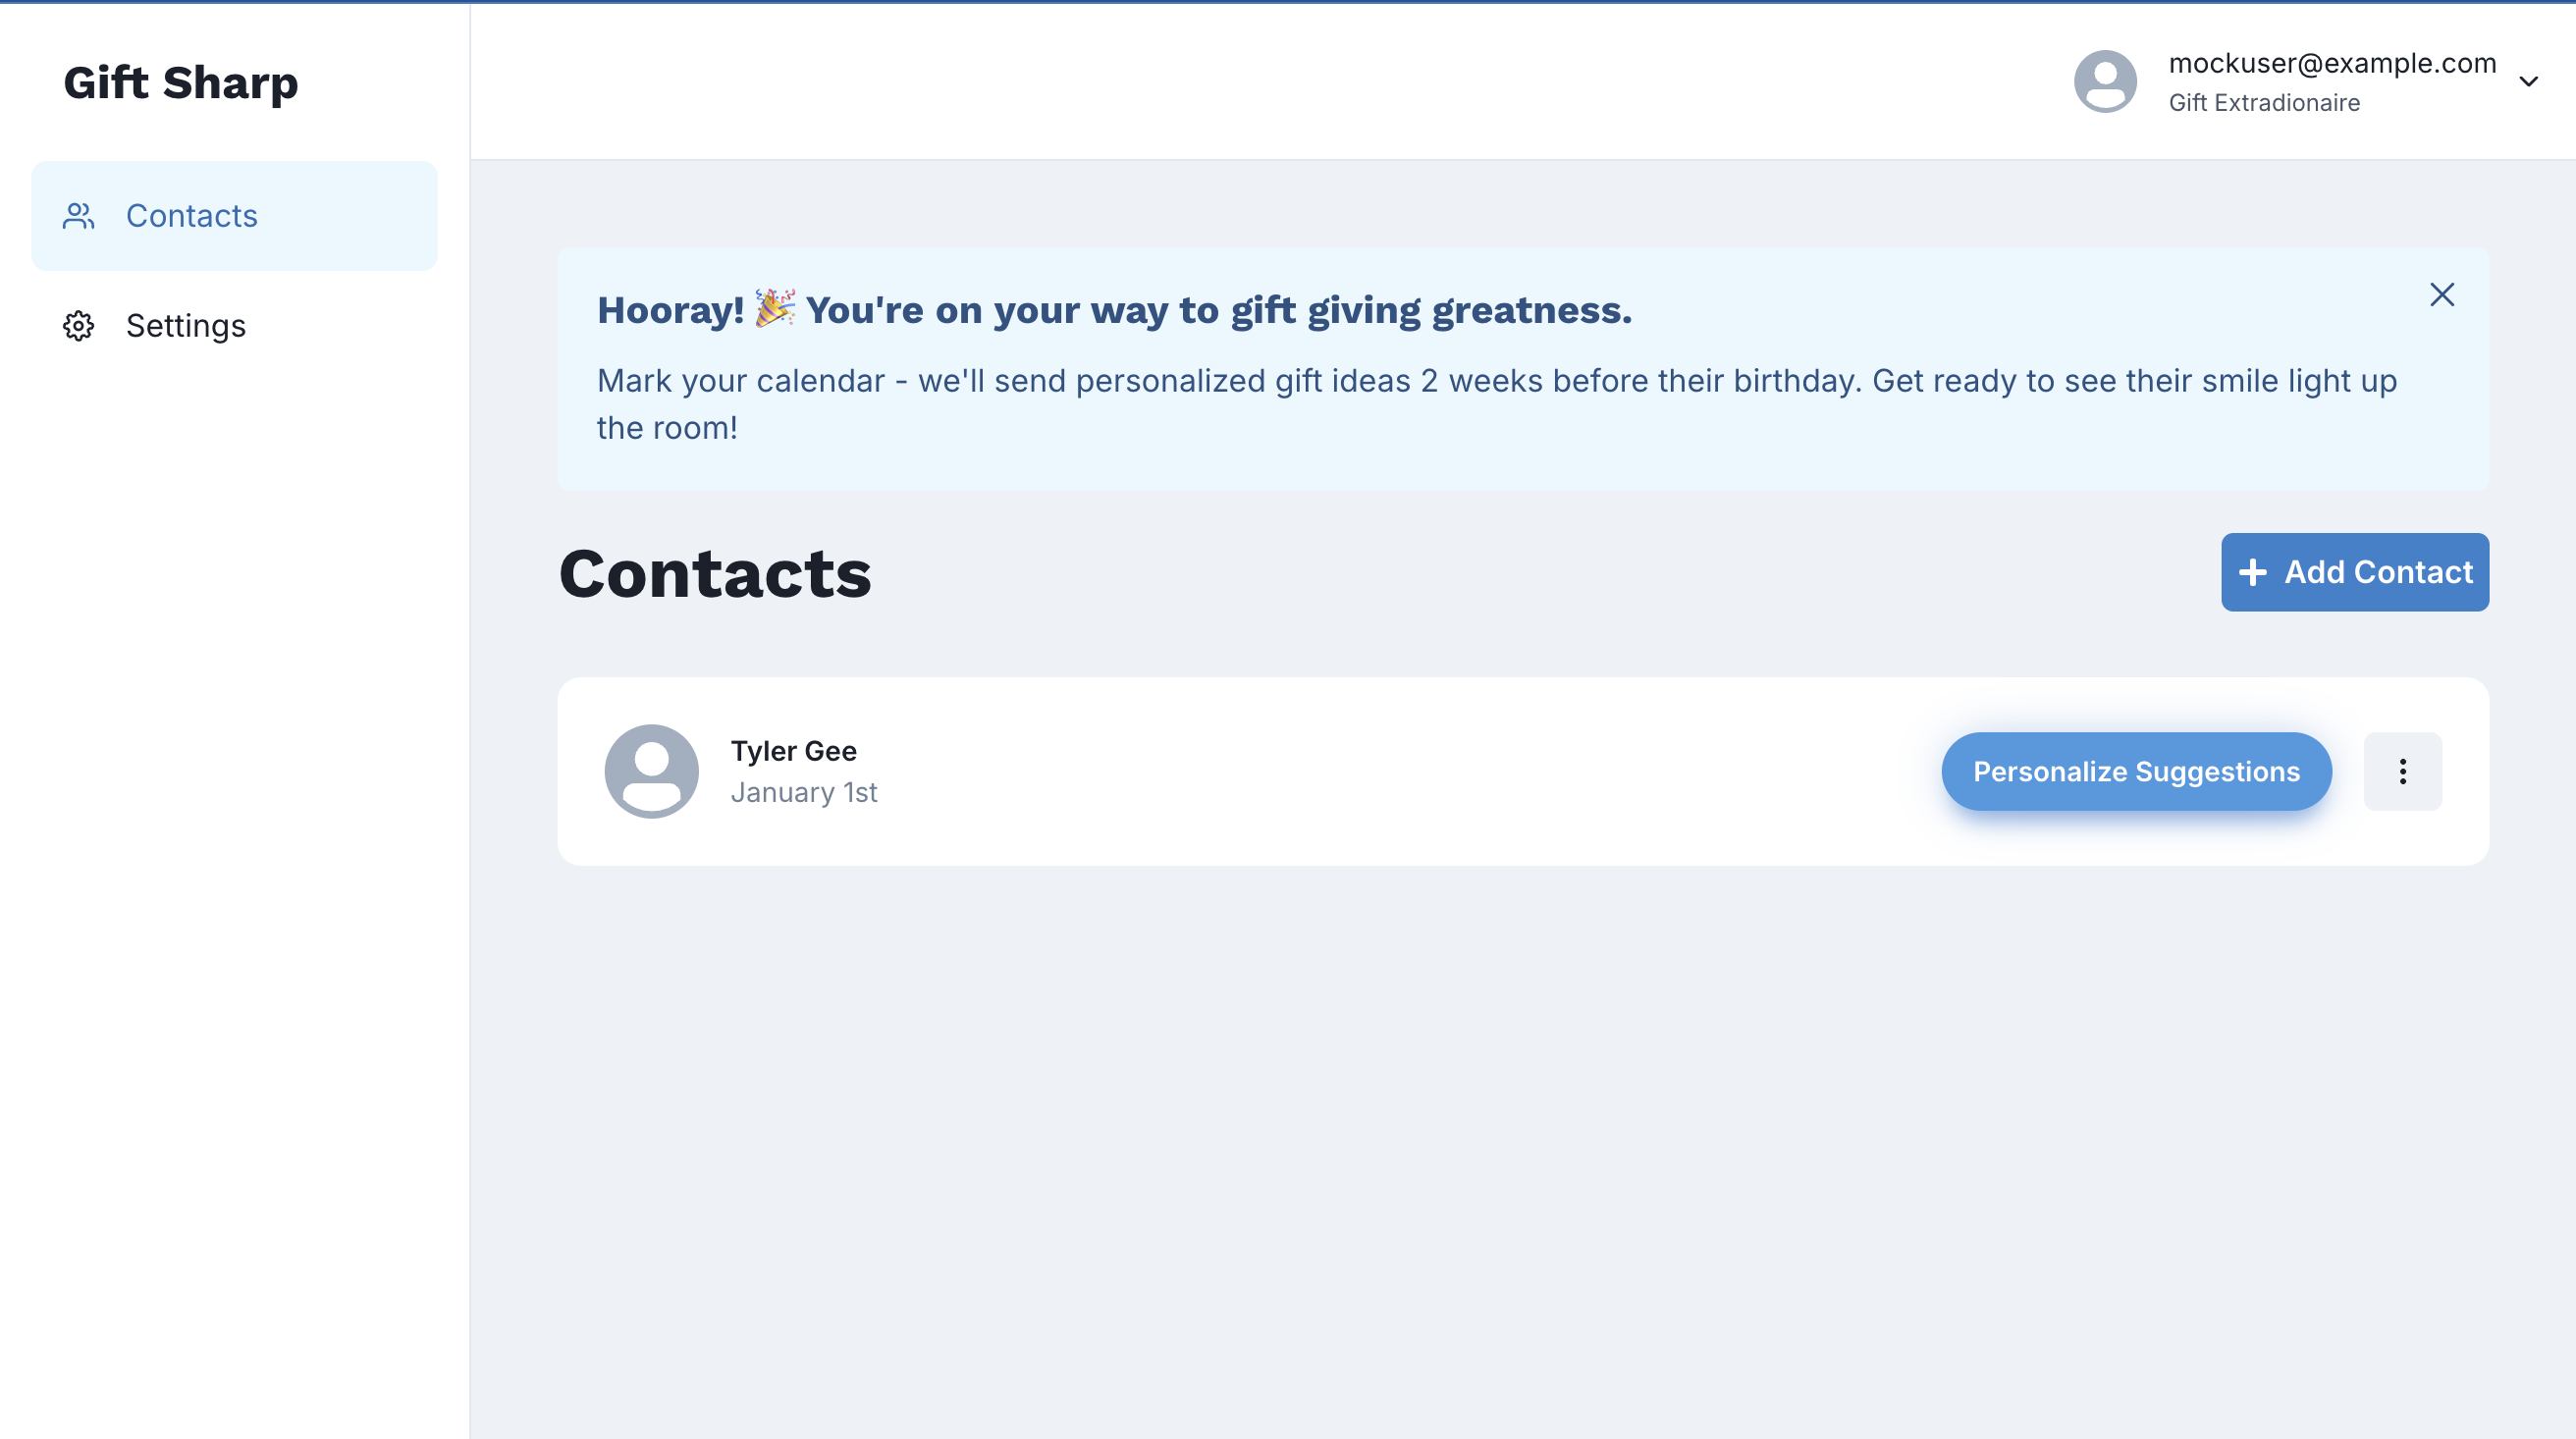 Gift Sharp
mockuser@example.com
Gift Extradionaire
Contacts
Settings
Hooray! 🎉 You're on your way to gift giving greatness.
Mark your calendar - we'll send personalized gift ideas 2 weeks before their birthday. Get ready to see their smile light up
the room!
Contacts
Add Contact
Tyler Gee
January 1st
Personalize Suggestions